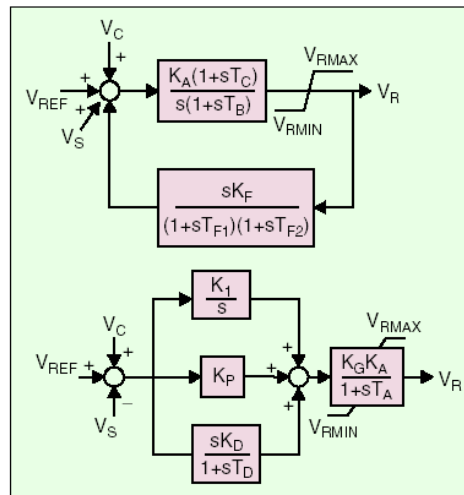 V_C
V_REF
V_S
+
+
+
K_A(1+sT_C)
s(1+sT_B)
V_RMAX
V_RMIN
V_R
sK_F
(1+sT_F1)(1+sT_F2)
V_C
V_REF
V_S
+
+
−
K_1
s
K_P
sK_D
1+sT_D
+
+
+
V_RMAX
K_GK_A
1+sT_A
V_RMIN
V_R